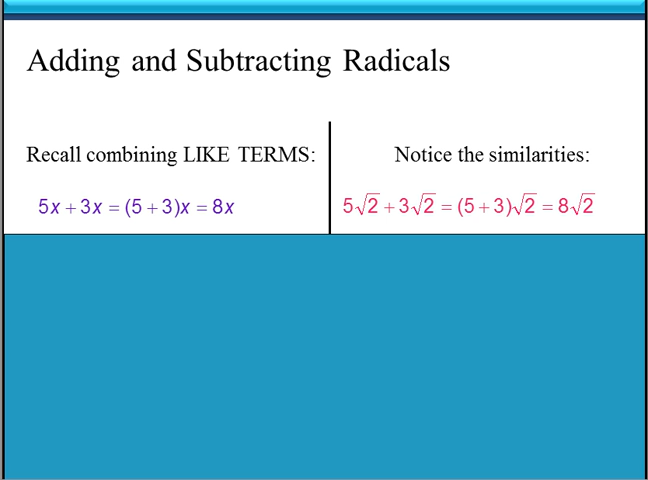 Adding and Subtracting Radicals
Recall combining LIKE TERMS:
5x + 3x = (5 + 3)x = 8x
Notice the similarities:
5√2 + 3√2 = (5 + 3)√2 = 8√2